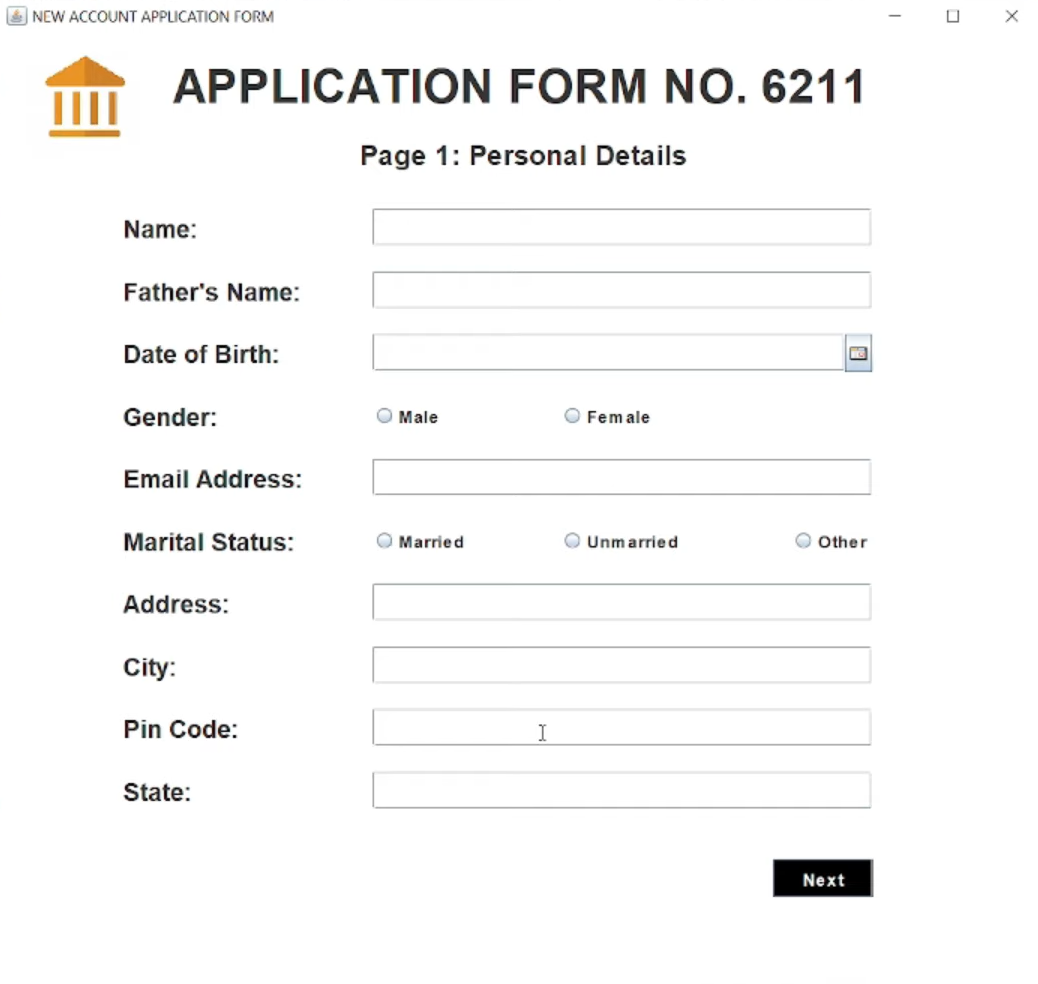 NEW ACCOUNT APPLICATION FORM
APPLICATION FORM NO. 6211
Page 1: Personal Details
Name:
Father's Name:
Date of Birth:
Gender: Male Female
Email Address:
Marital Status: Married Unmarried Other
Address:
City:
Pin Code:
State:
Next